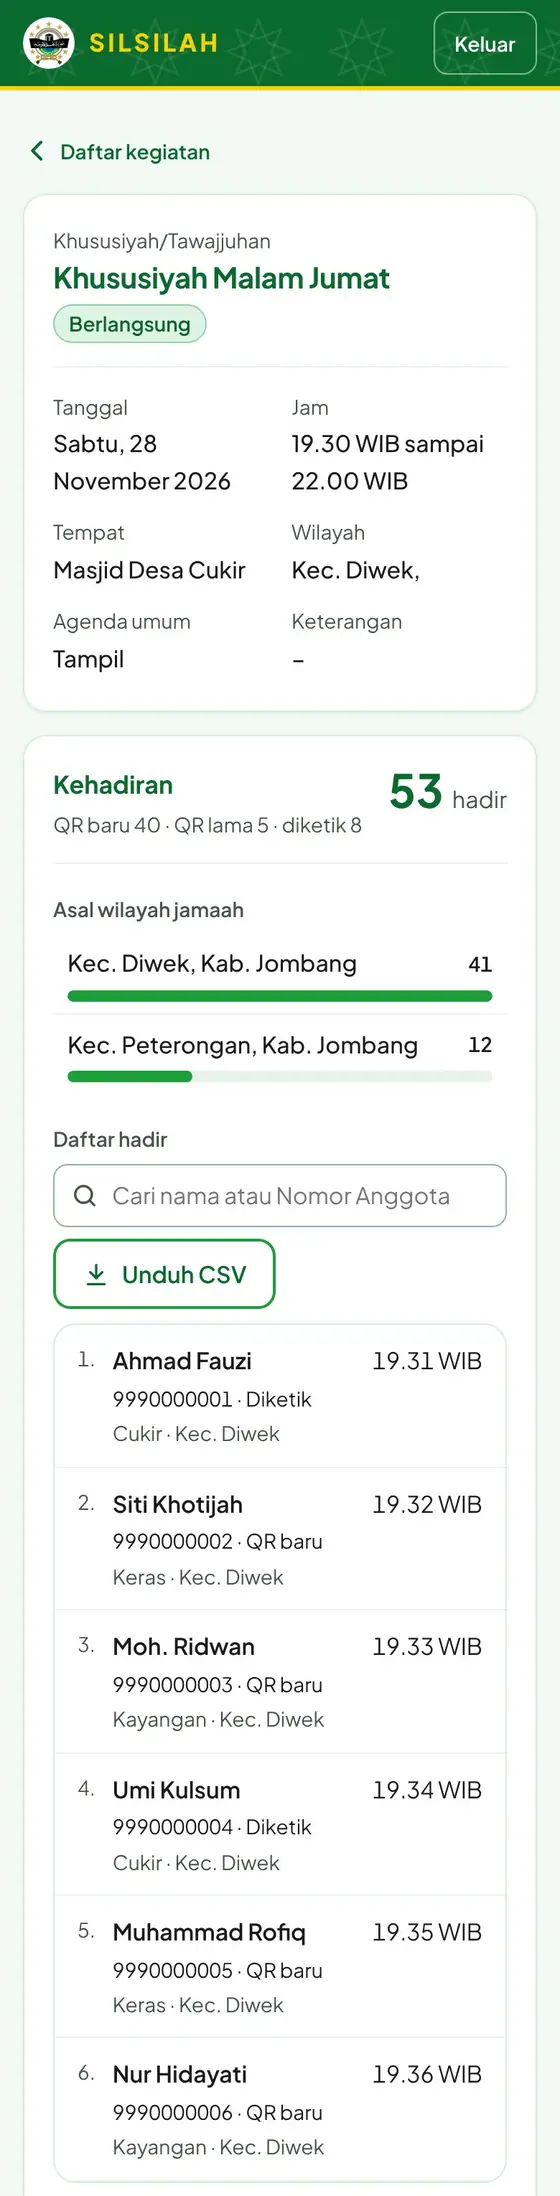 SILSILAH
Keluar
Daftar kegiatan
Khususiyah/Tawajjuhan
Khususiyah Malam Jumat
Berlangsung
Tanggal
Sabtu, 28
November 2026
Jam
19.30 WIB sampai
22.00 WIB
Tempat
Masjid Desa Cukir
Wilayah
Kec. Diwek,
Agenda umum
Tampil
Keterangan
–
Kehadiran
53 hadir
QR baru 40 · QR lama 5 · diketik 8
Asal wilayah jamaah
Kec. Diwek, Kab. Jombang 41
Kec. Peterongan, Kab. Jombang 12
Daftar hadir
Cari nama atau Nomor Anggota
Unduh CSV
1. Ahmad Fauzi 19.31 WIB
9990000001 · Diketik
Cukir · Kec. Diwek
2. Siti Khotijah 19.32 WIB
9990000002 · QR baru
Keras · Kec. Diwek
3. Moh. Ridwan 19.33 WIB
9990000003 · QR baru
Kayangan · Kec. Diwek
4. Umi Kulsum 19.34 WIB
9990000004 · Diketik
Cukir · Kec. Diwek
5. Muhammad Rofiq 19.35 WIB
9990000005 · QR baru
Keras · Kec. Diwek
6. Nur Hidayati 19.36 WIB
9990000006 · QR baru
Kayangan · Kec. Diwek